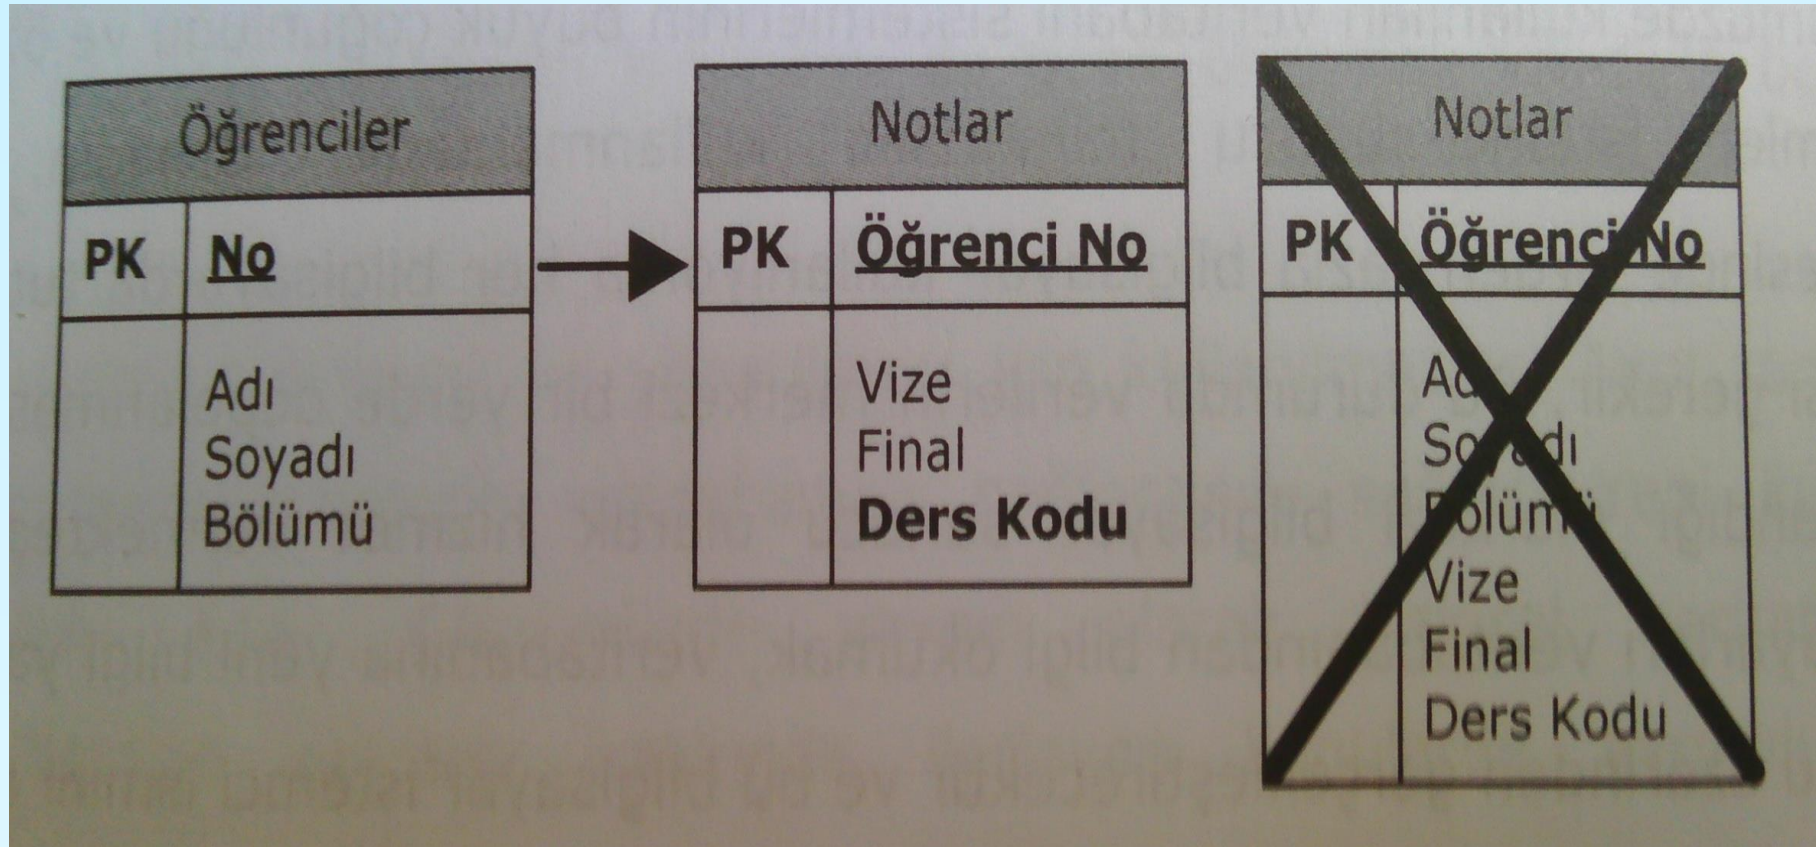 Öğrenciler
PK No
Adı
Soyadı
Bölümü
Notlar
PK Öğrenci No
Vize
Final
Ders Kodu
Notlar
PK Öğrenci No
Adı
Soyadı
Bölümü
Vize
Final
Ders Kodu